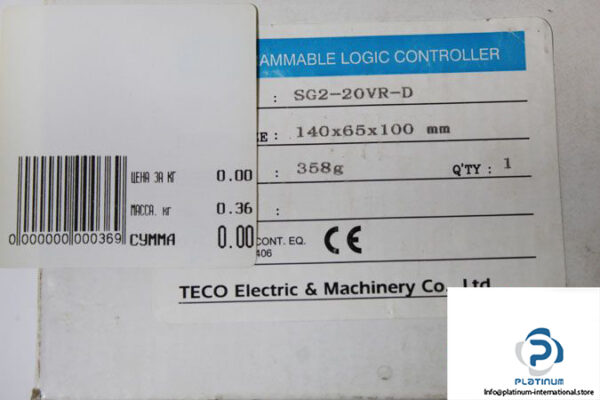 AMMABLE LOGIC CONTROLLER
: SG2-20VR-D
E : 140x65x100 mm
: 358g Q'TY : 1
:
CONT. EQ. CE
406
TECO Electric & Machinery Co., Ltd.
ЦЕНА ЗА КГ 0.00
МАССА. кг 0.36
СУММА 0.00
0 000000 000369
PLATINUM
Info@platinum-international.store